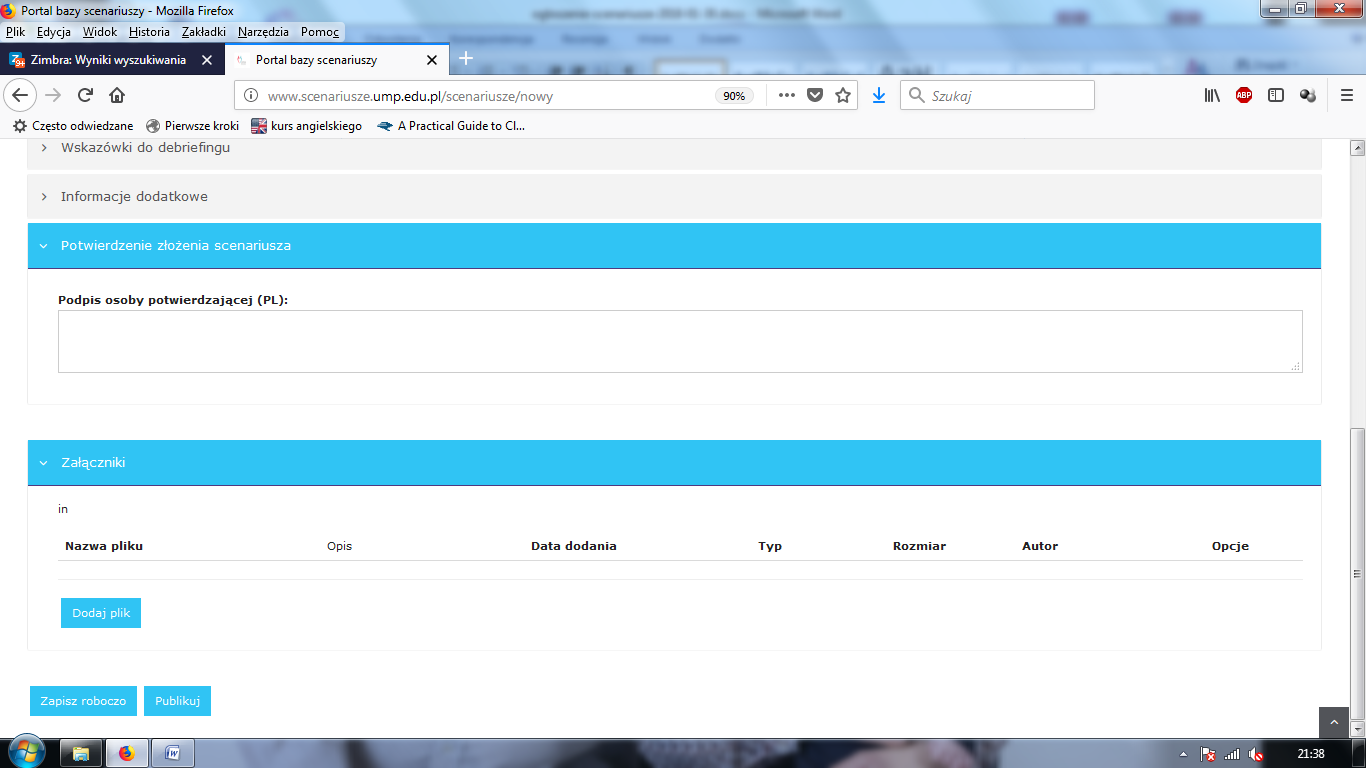 Portal bazy scenariuszy - Mozilla Firefox
Plik Edycja Widok Historia Zakładki Narzędzia Pomoc
Zimbra: Wyniki wyszukiwania
Portal bazy scenariuszy
www.scenariusze.ump.edu.pl/scenariusze/nowy
90%
Szukaj
ABP
Często odwiedzane Pierwsze kroki kurs angielskiego A Practical Guide to Cl...
Wskazówki do debriefingu
Informacje dodatkowe
Potwierdzenie złożenia scenariusza
Podpis osoby potwierdzającej (PL):
Załączniki
in
Nazwa pliku Opis Data dodania Typ Rozmiar Autor Opcje
Dodaj plik
Zapisz roboczo Publikuj
21:38